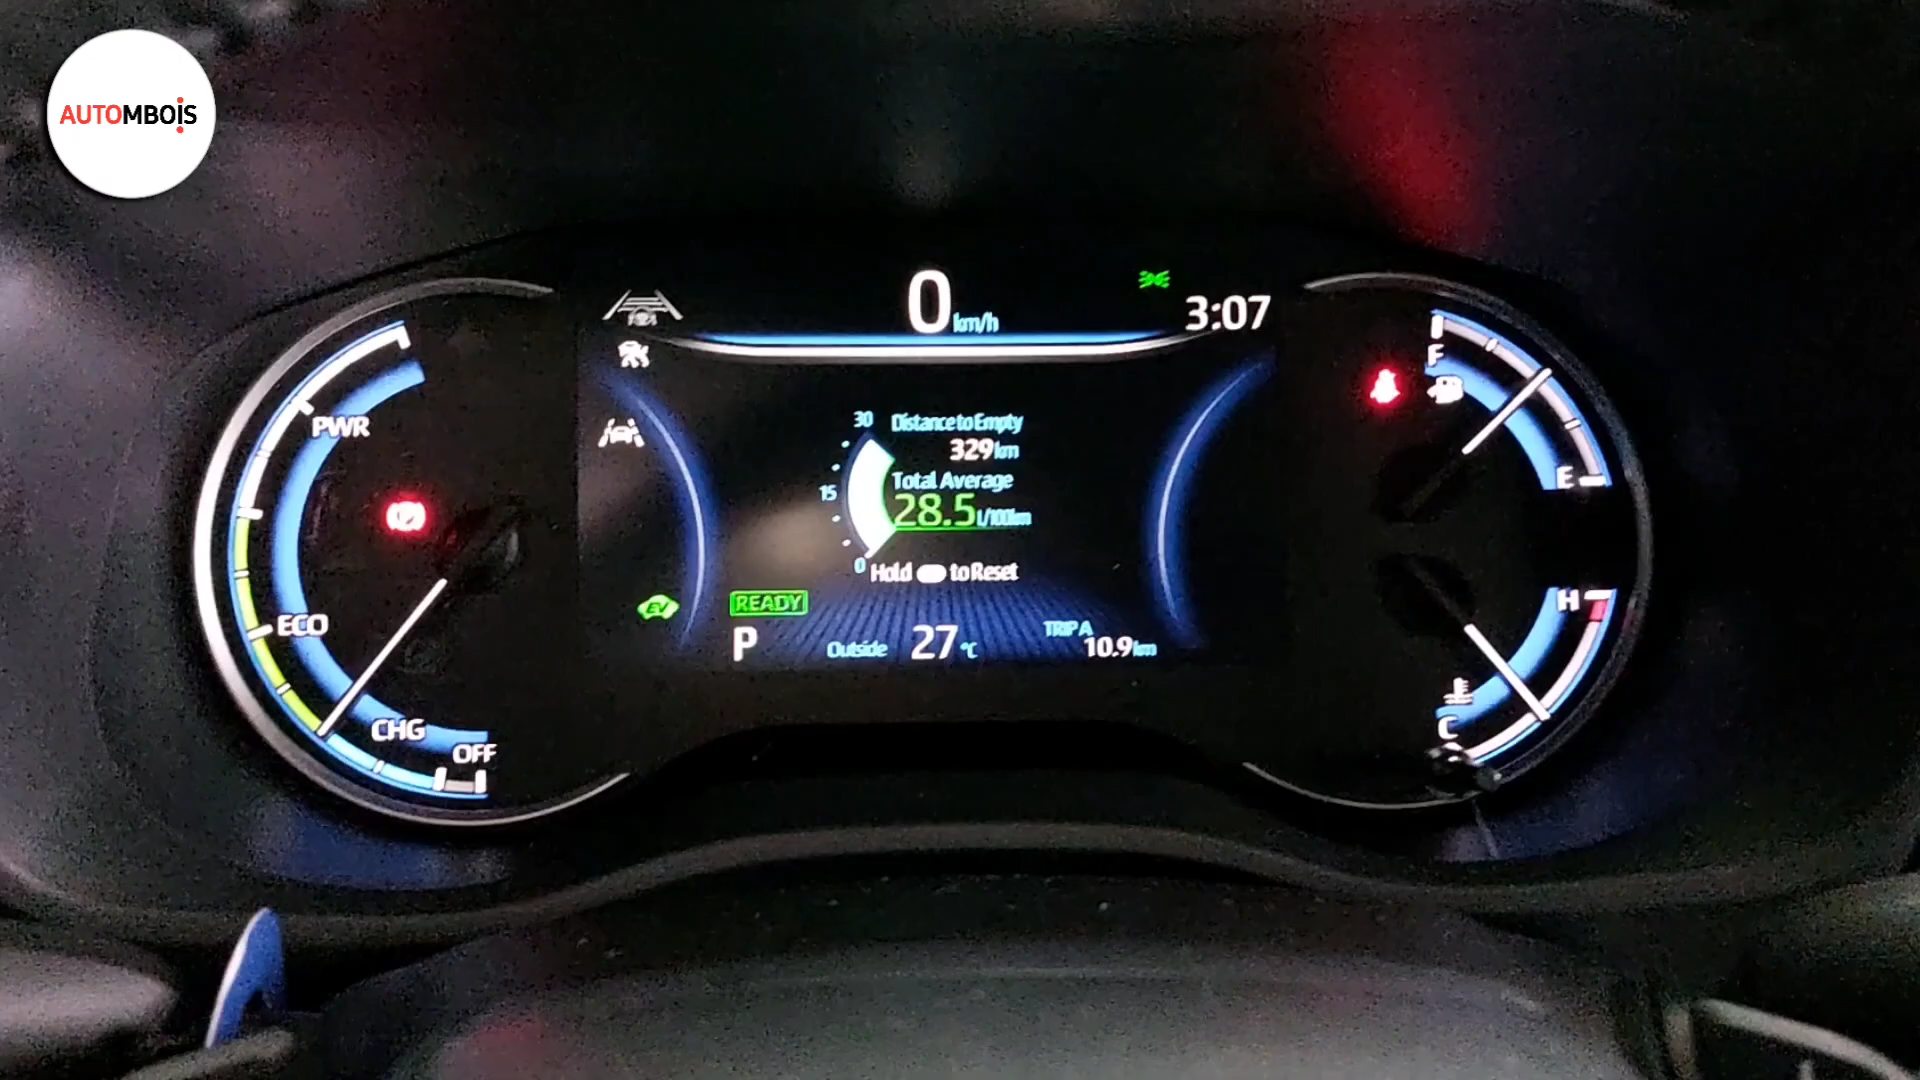 AUTOMBOiS
0 km/h
3:07
30
Distance to Empty
329 km
15
Total Average
28.5 L/100km
0
Hold to Reset
PWR
ECO
CHG
OFF
EV
READY
P
Outside 27 °C
TRIP A
10.9 km
F
E
H
C